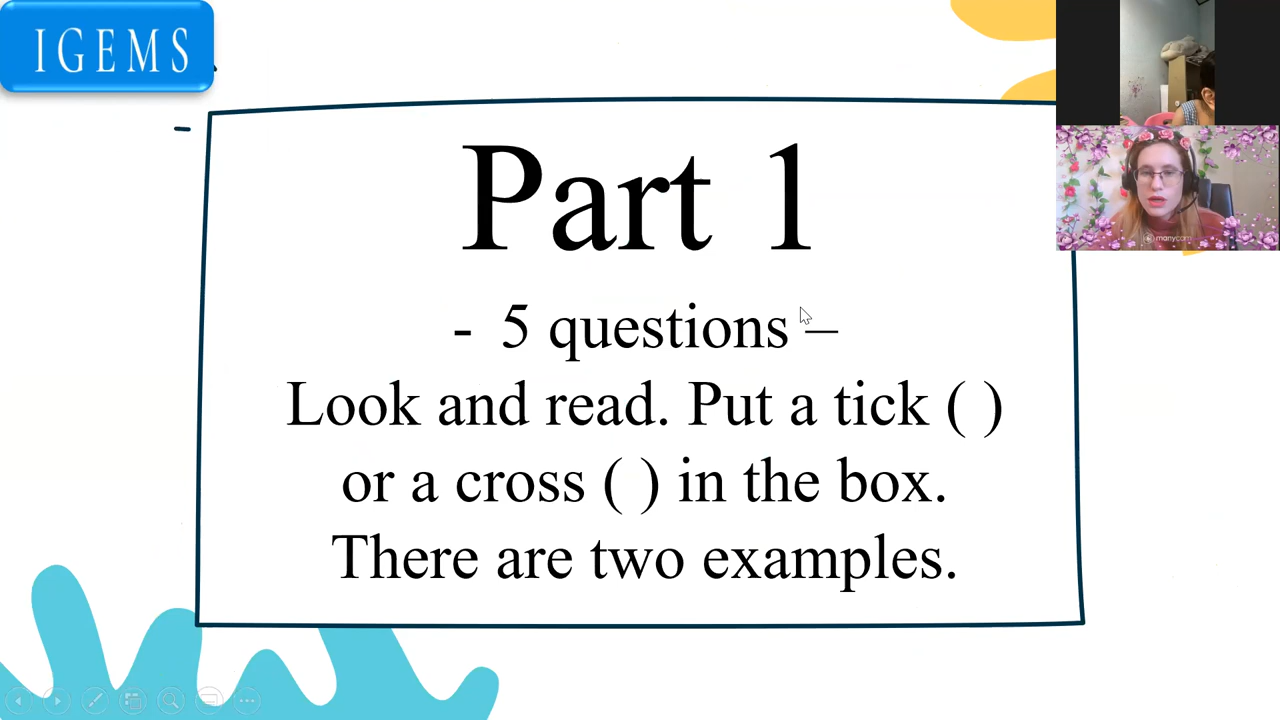 IGEMS
Part 1
- 5 questions –
Look and read. Put a tick ( )
or a cross ( ) in the box.
There are two examples.
manycam